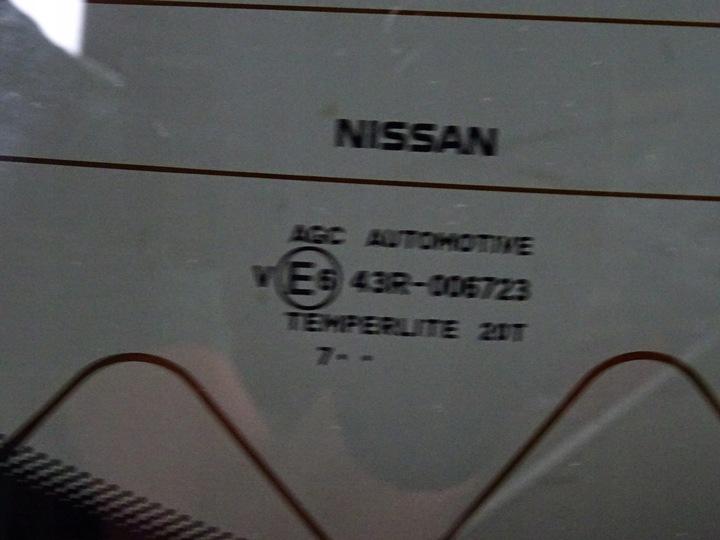 NISSAN
AGC AUTOMOTIVE
V E6 43R-006723
TEMPERLITE 20T
7- -